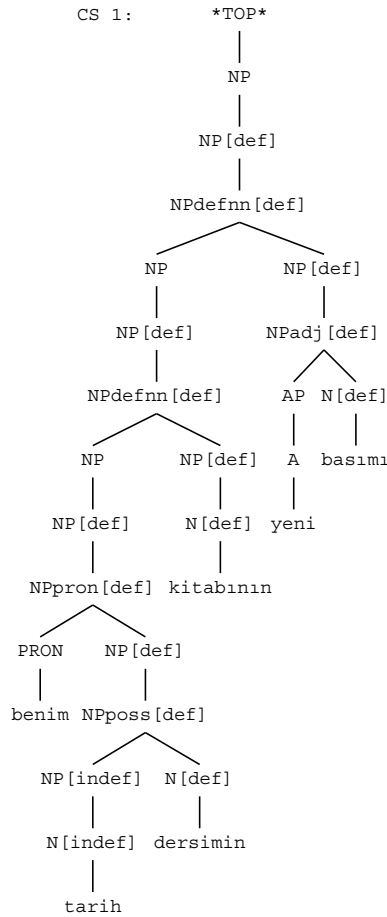 CS 1: *TOP*
NP
NP[def]
NPdefnn[def]
NP NP[def]
NP[def] NPadj[def]
NPdefnn[def] AP N[def]
NP NP[def] A basımı
NP[def] N[def] yeni
NPpron[def] kitabının
PRON NP[def]
benim NPposs[def]
NP[indef] N[def]
N[indef] dersimin
tarih